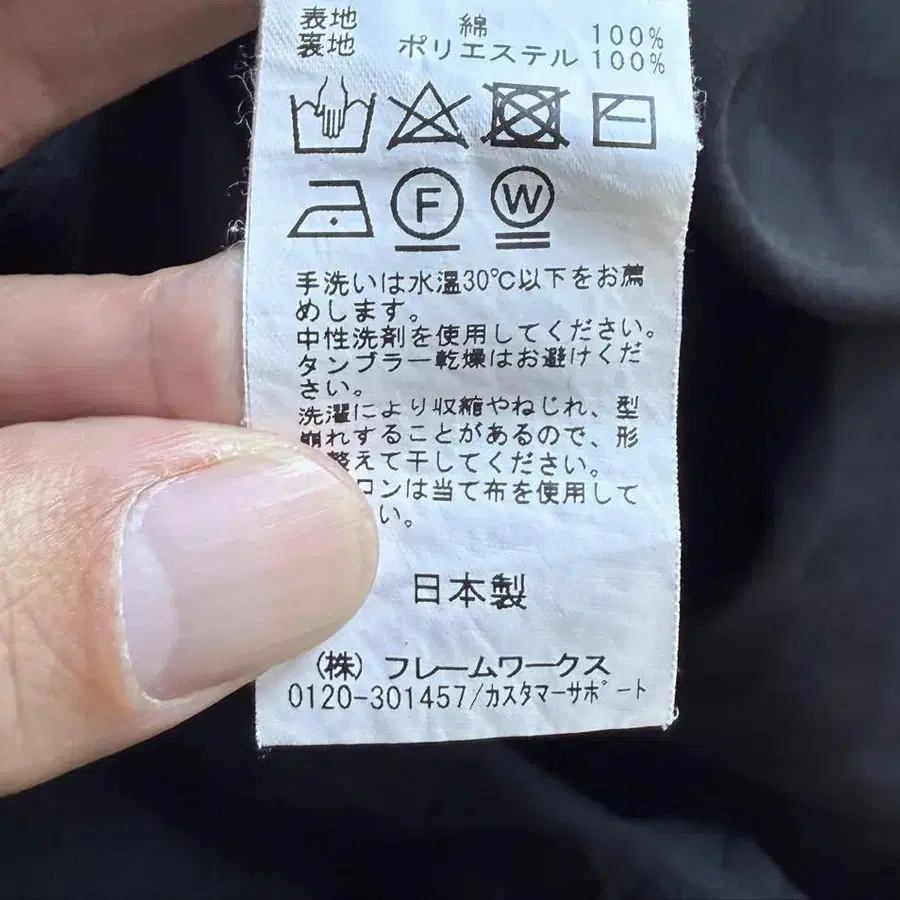 表地 綿 100%
裏地 ポリエステル 100%
F W
手洗いは水温30℃以下をお薦
めします。
中性洗剤を使用してください。
タンブラー乾燥はお避けくだ
さい。
洗濯により収縮やねじれ、型
崩れすることがあるので、形
整えて干してください。
ロンは当て布を使用して
い。
日本製
(株) フレームワークス
0120-301457/カスタマーサポート